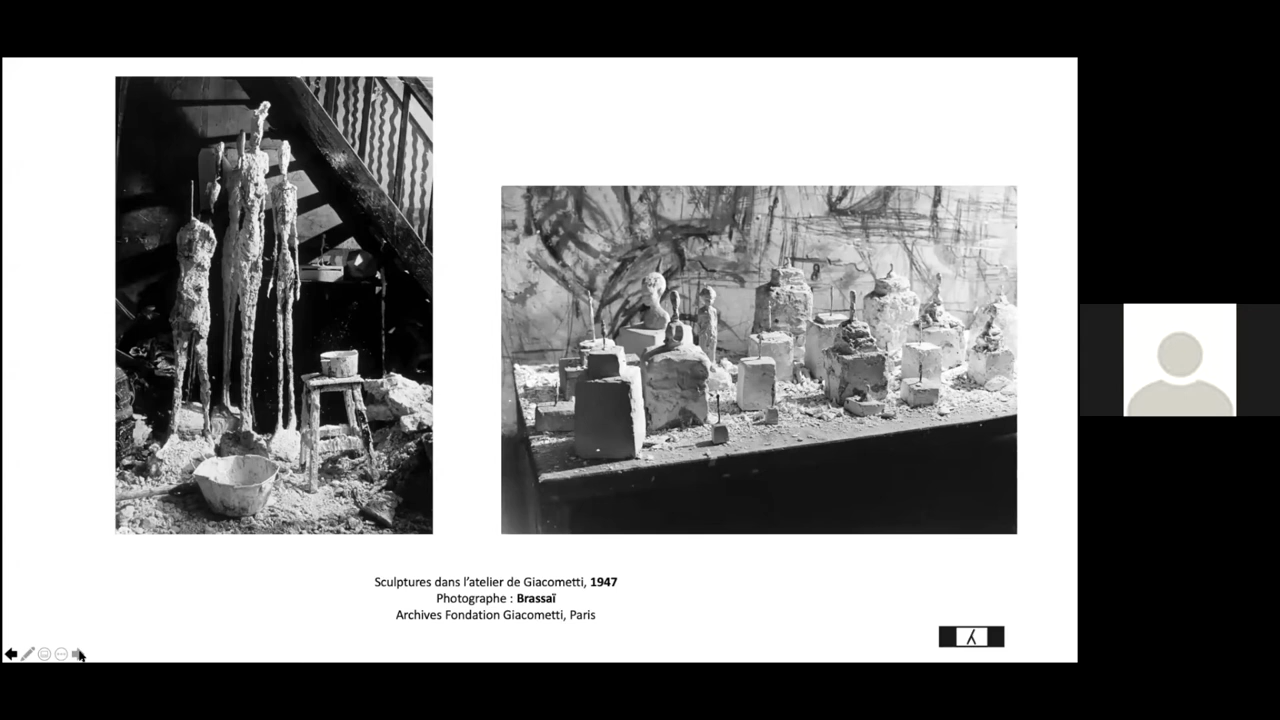 Sculptures dans l’atelier de Giacometti, 1947
Photographe : Brassaï
Archives Fondation Giacometti, Paris